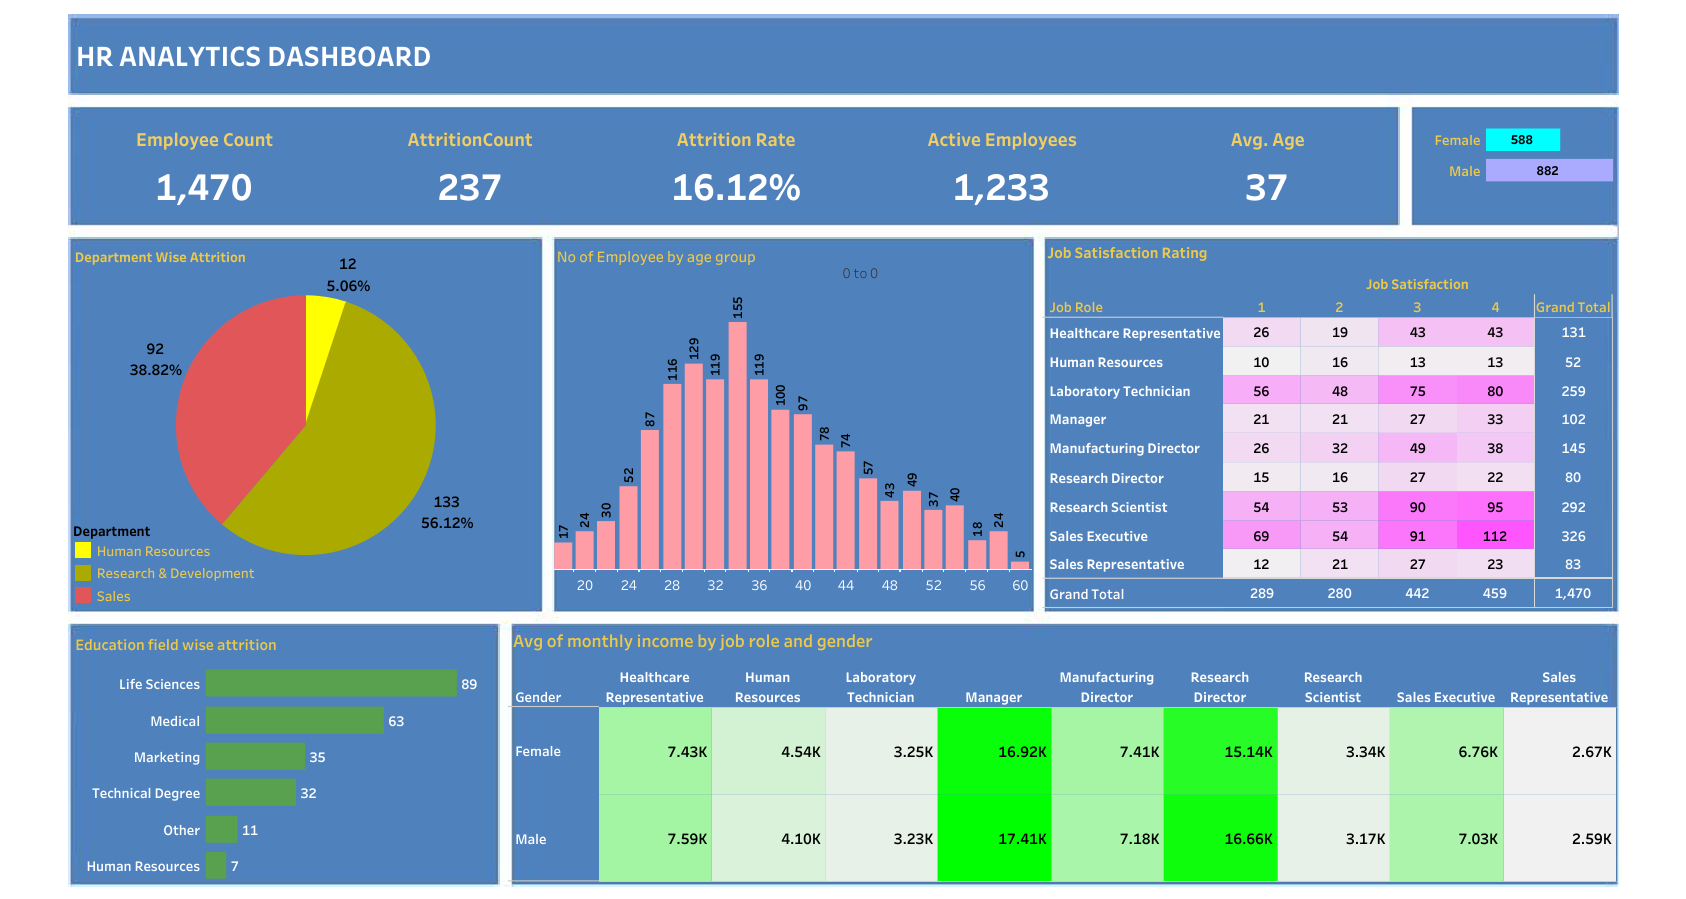 HR ANALYTICS DASHBOARD
Employee Count AttritionCount Attrition Rate Active Employees Avg. Age
1,470 237 16.12% 1,233 37
Female 588
Male 882
Department Wise Attrition
12
5.06%
92
38.82%
133
56.12%
Department
Human Resources
Research & Development
Sales
No of Employee by age group
0 to 0
17 24 30 52 87 116 129 119 155 119 100 97 78 74 57 43 49 37 40 18 24 5
20 24 28 32 36 40 44 48 52 56 60
Job Satisfaction Rating
Job Satisfaction
Job Role 1 2 3 4 Grand Total
Healthcare Representative 26 19 43 43 131
Human Resources 10 16 13 13 52
Laboratory Technician 56 48 75 80 259
Manager 21 21 27 33 102
Manufacturing Director 26 32 49 38 145
Research Director 15 16 27 22 80
Research Scientist 54 53 90 95 292
Sales Executive 69 54 91 112 326
Sales Representative 12 21 27 23 83
Grand Total 289 280 442 459 1,470
Education field wise attrition
Life Sciences 89
Medical 63
Marketing 35
Technical Degree 32
Other 11
Human Resources 7
Avg of monthly income by job role and gender
Healthcare Human Laboratory Manufacturing Research Research Sales
Gender Representative Resources Technician Manager Director Director Scientist Sales Executive Representative
Female 7.43K 4.54K 3.25K 16.92K 7.41K 15.14K 3.34K 6.76K 2.67K
Male 7.59K 4.10K 3.23K 17.41K 7.18K 16.66K 3.17K 7.03K 2.59K